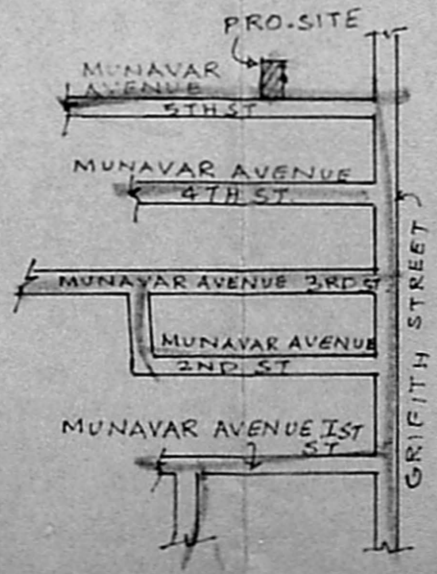 PRO.SITE
MUNAVAR
AVENUE
5TH ST
MUNAVAR AVENUE
4TH ST
MUNAVAR AVENUE 3RD ST
MUNAVAR AVENUE
2ND ST
MUNAVAR AVENUE IST
ST
GRIFITH STREET